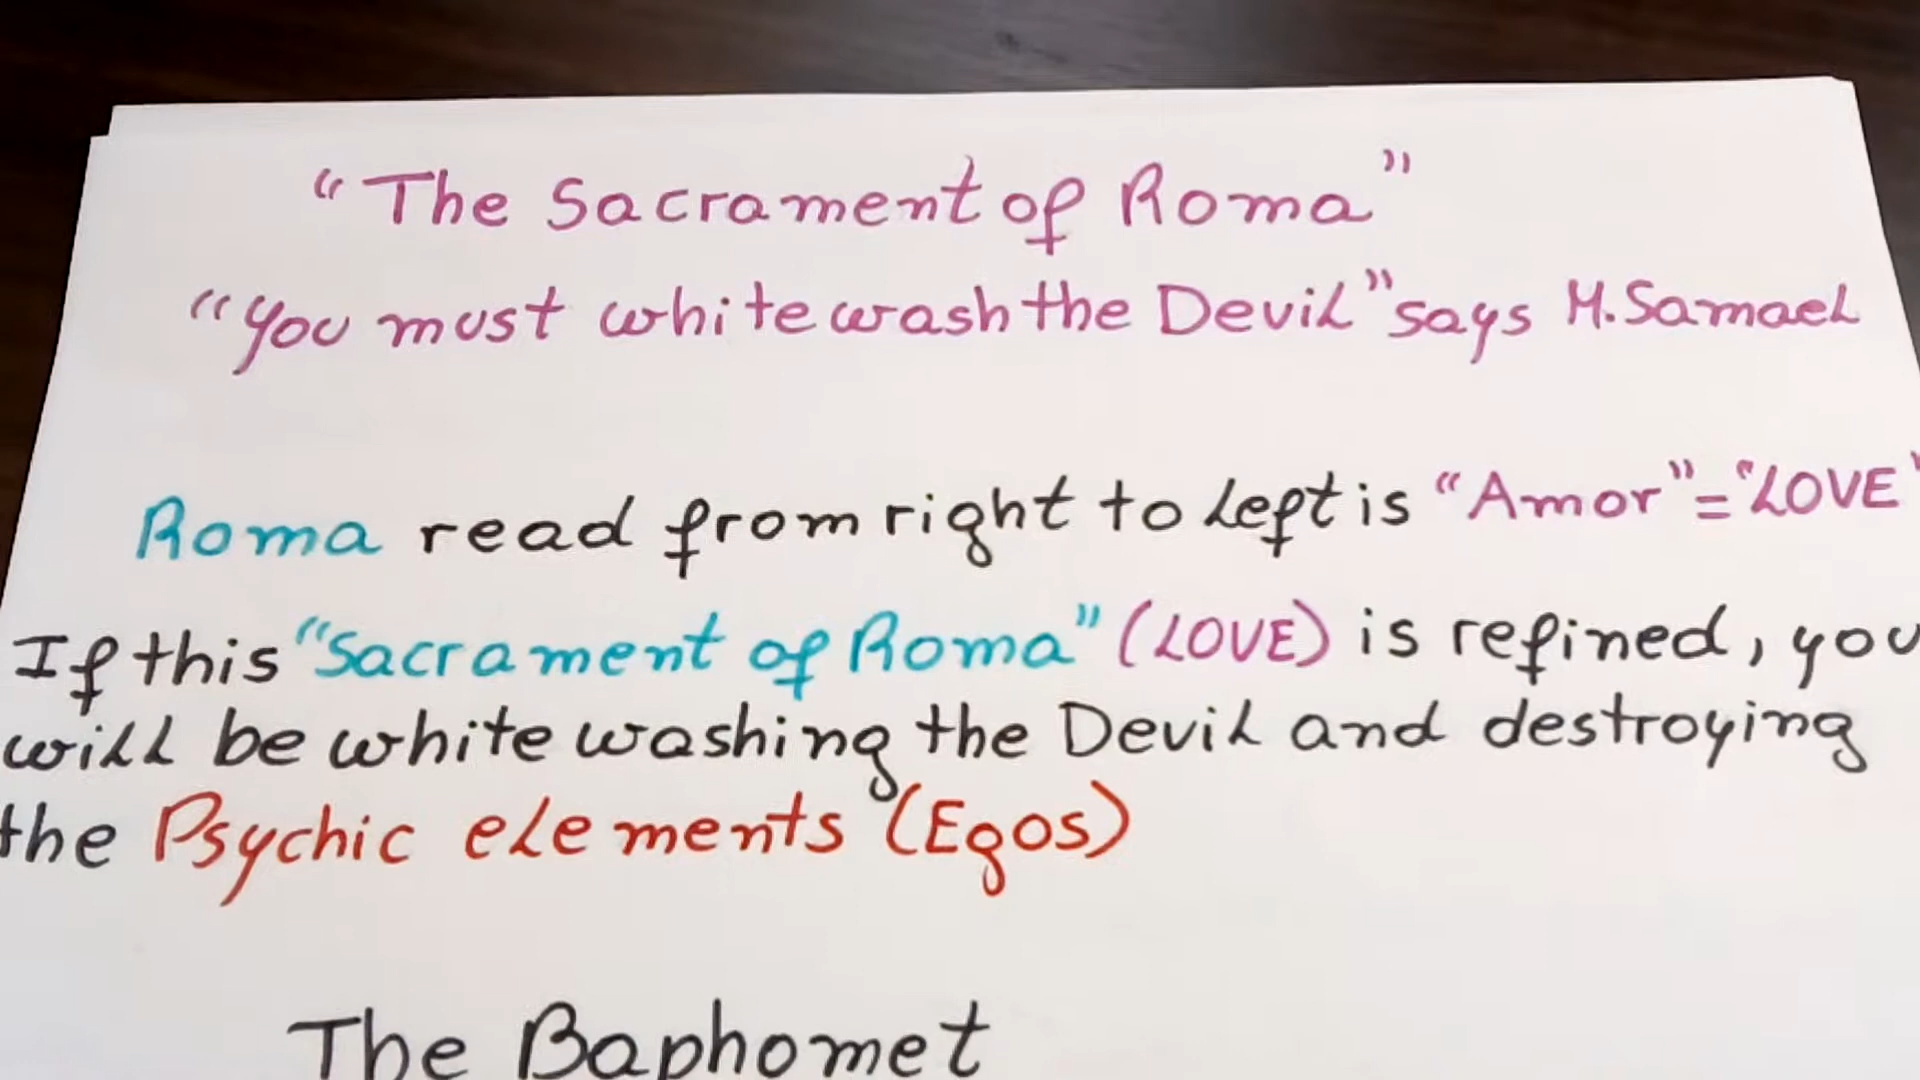 "The Sacrament of Roma"
"You must whitewash the Devil" says M. Samael
Roma read from right to left is "Amor" = "LOVE"
If this "Sacrament of Roma" (LOVE) is refined, you
will be whitewashing the Devil and destroying
the Psychic elements (Egos)
The Baphomet